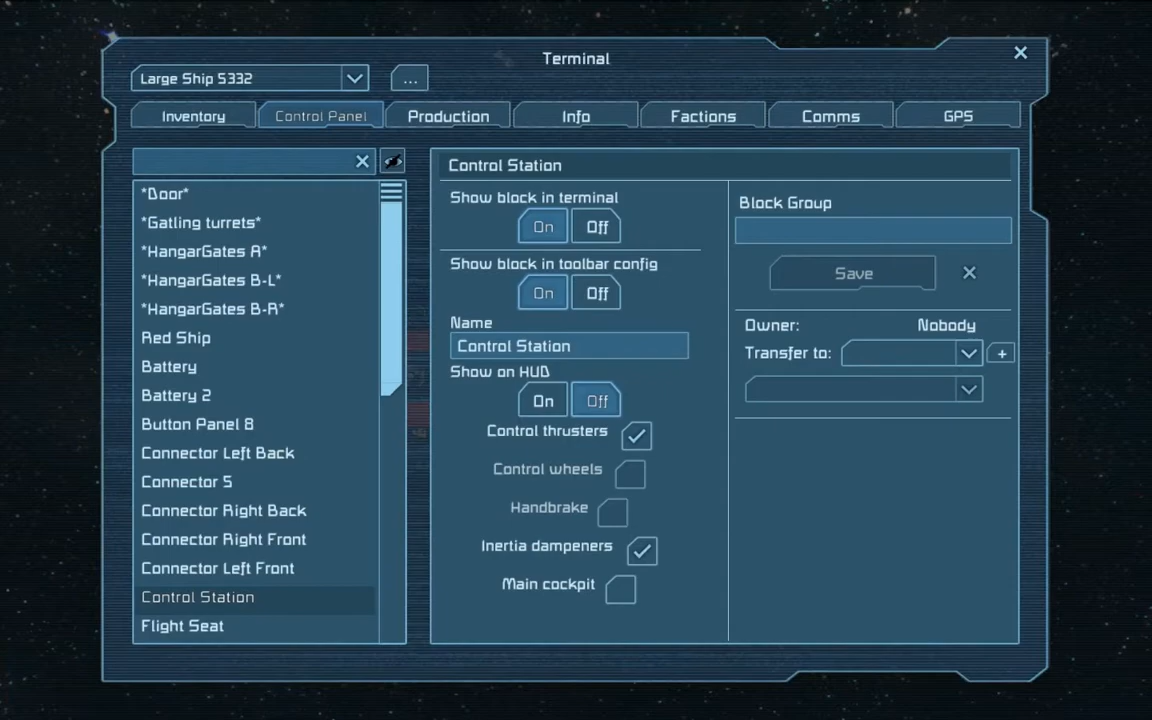 Terminal
Large Ship 5332
...
Inventory
Control Panel
Production
Info
Factions
Comms
GPS
*Door*
*Gatling turrets*
*HangarGates A*
*HangarGates B-L*
*HangarGates B-R*
Red Ship
Battery
Battery 2
Button Panel 8
Connector Left Back
Connector 5
Connector Right Back
Connector Right Front
Connector Left Front
Control Station
Flight Seat
Control Station
Show block in terminal
On Off
Show block in toolbar config
On Off
Name
Control Station
Show on HUD
On Off
Control thrusters
Control wheels
Handbrake
Inertia dampeners
Main cockpit
Block Group
Save
Owner: Nobody
Transfer to: